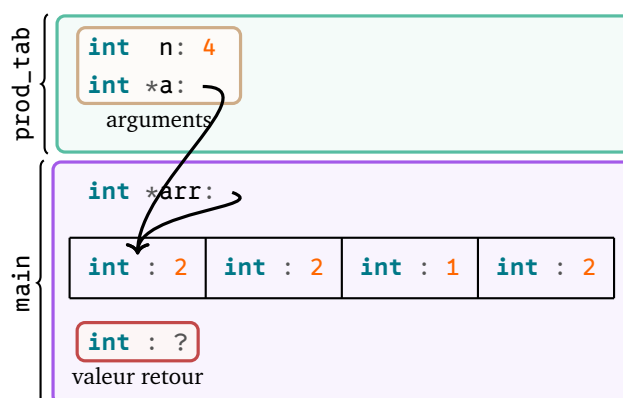 prod_tab
int n: 4
int *a:
arguments
main
int *arr:
int : 2 int : 2 int : 1 int : 2
int : ?
valeur retour